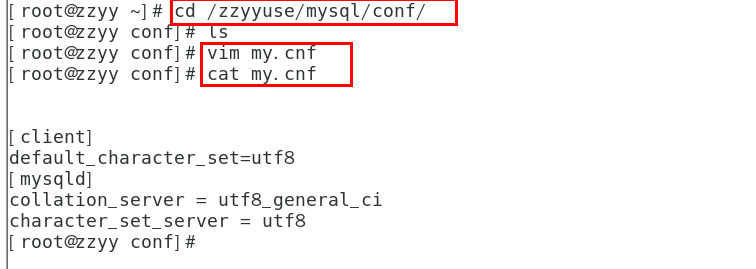 [root@zzyy ~]# cd /zzyyuse/mysql/conf/
[root@zzyy conf]# ls
[root@zzyy conf]# vim my.cnf
[root@zzyy conf]# cat my.cnf
[client]
default_character_set=utf8
[mysqld]
collation_server = utf8_general_ci
character_set_server = utf8
[root@zzyy conf]#